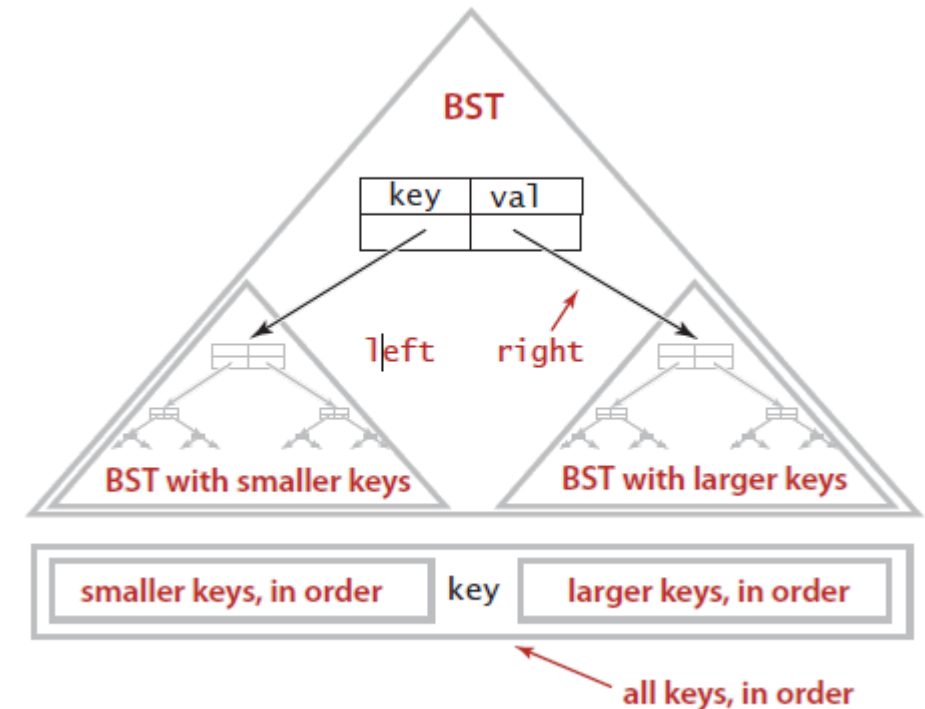 BST
key val
left right
BST with smaller keys BST with larger keys
smaller keys, in order key larger keys, in order
all keys, in order